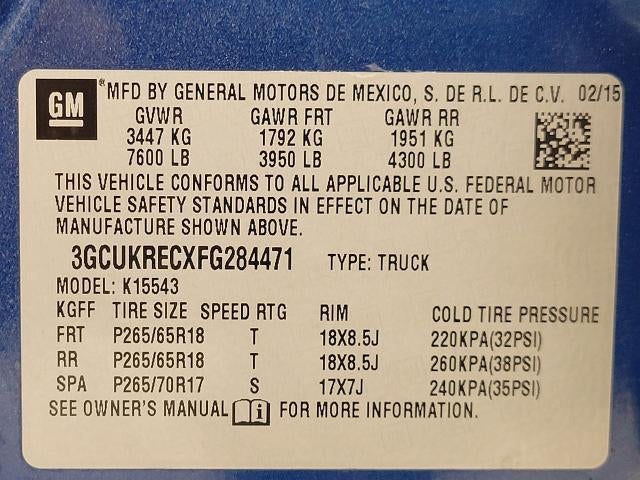 GM ® MFD BY GENERAL MOTORS DE MEXICO, S. DE R.L. DE C.V. 02/15
GVWR GAWR FRT GAWR RR
3447 KG 1792 KG 1951 KG
7600 LB 3950 LB 4300 LB
THIS VEHICLE CONFORMS TO ALL APPLICABLE U.S. FEDERAL MOTOR
VEHICLE SAFETY STANDARDS IN EFFECT ON THE DATE OF
MANUFACTURE SHOWN ABOVE.
3GCUKRECXFG284471 TYPE: TRUCK
MODEL: K15543
KGFF TIRE SIZE SPEED RTG RIM COLD TIRE PRESSURE
FRT P265/65R18 T 18X8.5J 220KPA(32PSI)
RR P265/65R18 T 18X8.5J 260KPA(38PSI)
SPA P265/70R17 S 17X7J 240KPA(35PSI)
SEE OWNER'S MANUAL i FOR MORE INFORMATION.